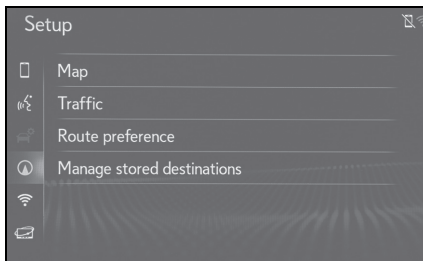 Setup
Map
Traffic
Route preference
Manage stored destinations